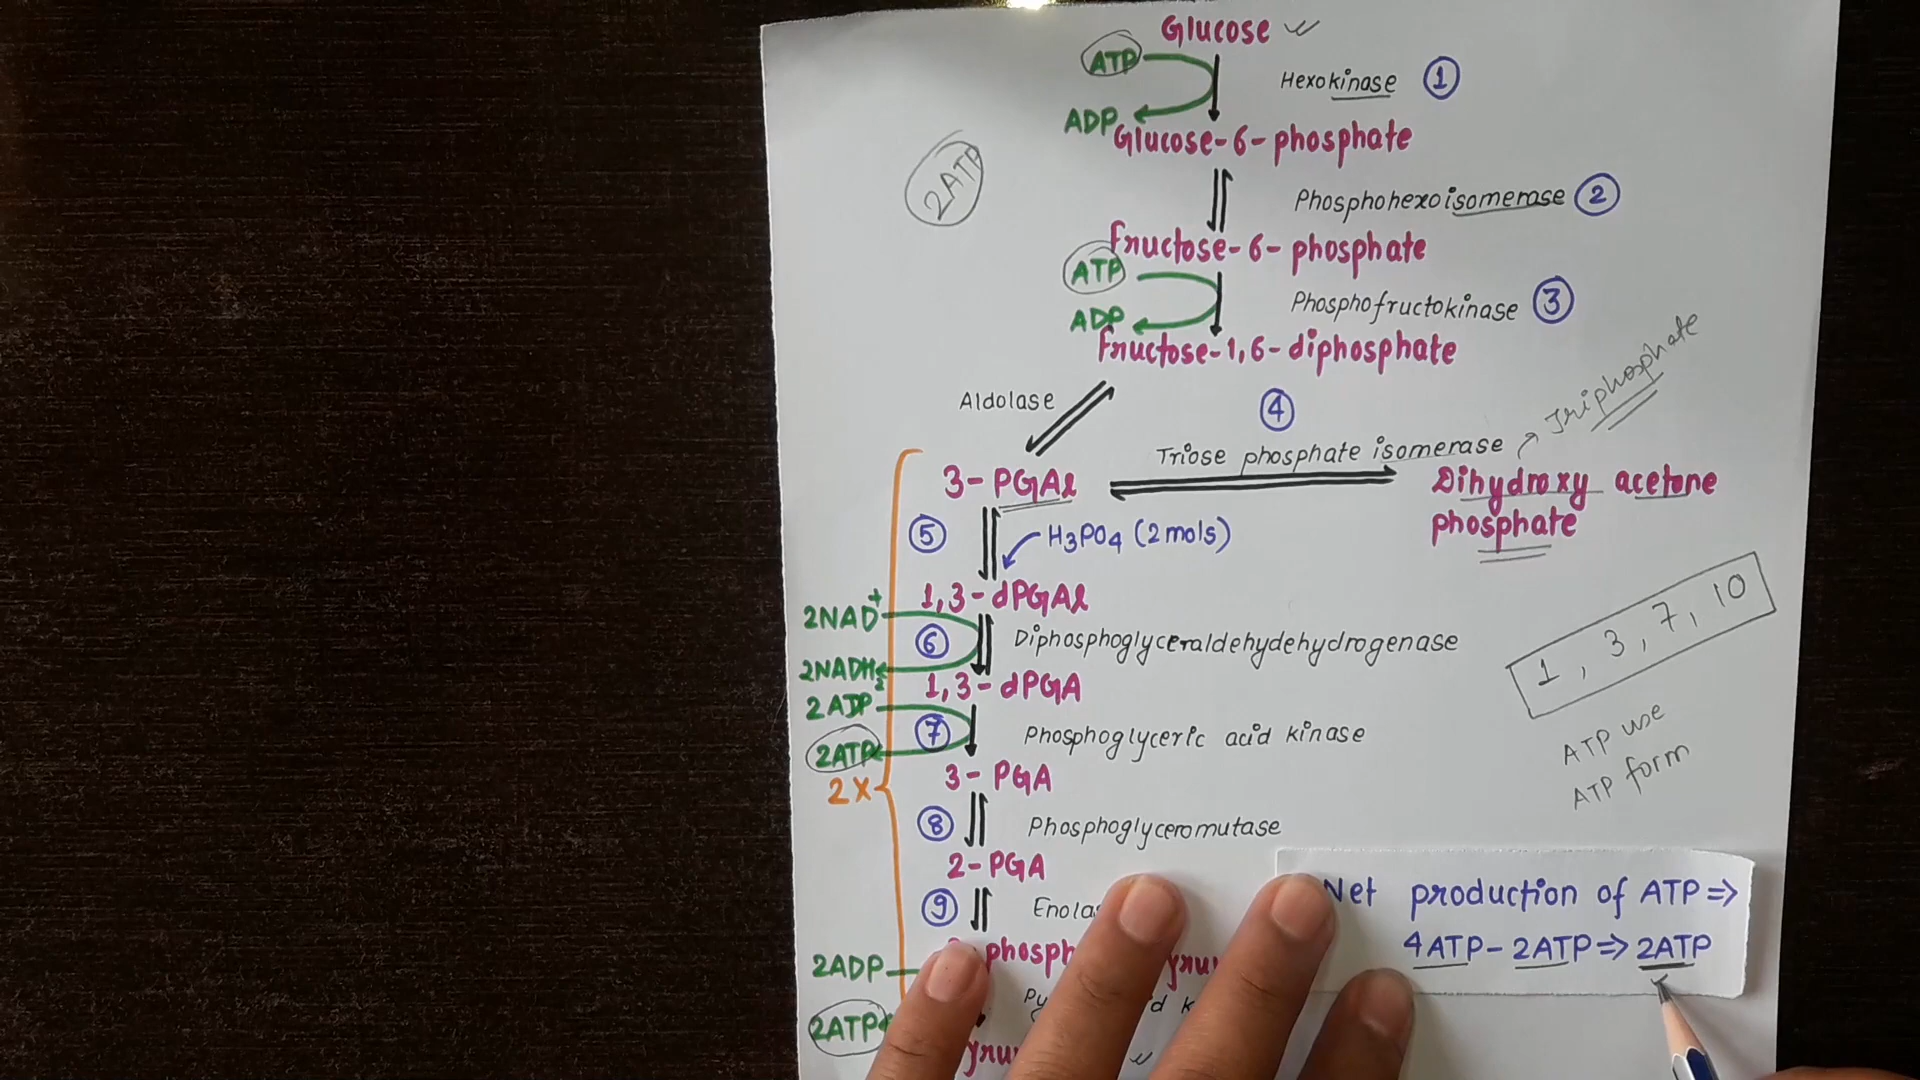 Glucose
ATP
Hexokinase 1
ADP
Glucose-6-phosphate
2ATP
Phosphohexoisomerase 2
Fructose-6-phosphate
ATP
Phosphofructokinase 3
ADP
Fructose-1,6-diphosphate
Aldolase
4
Triphosphate
Triose phosphate isomerase
3-PGAl
Dihydroxy acetone
phosphate
5
H3PO4 (2mols)
1,3-dPGAl
2NAD+
6 Diphosphoglyceraldehydehydrogenase
2NADH2
1,3-dPGA
2ADP
7 Phosphoglyceric acid kinase
2ATP
3-PGA
2X
1, 3, 7, 10
ATP use
ATP form
8 Phosphoglyceromutase
2-PGA
9
Net production of ATP⇒
4ATP-2ATP⇒2ATP
2ADP
2ATP